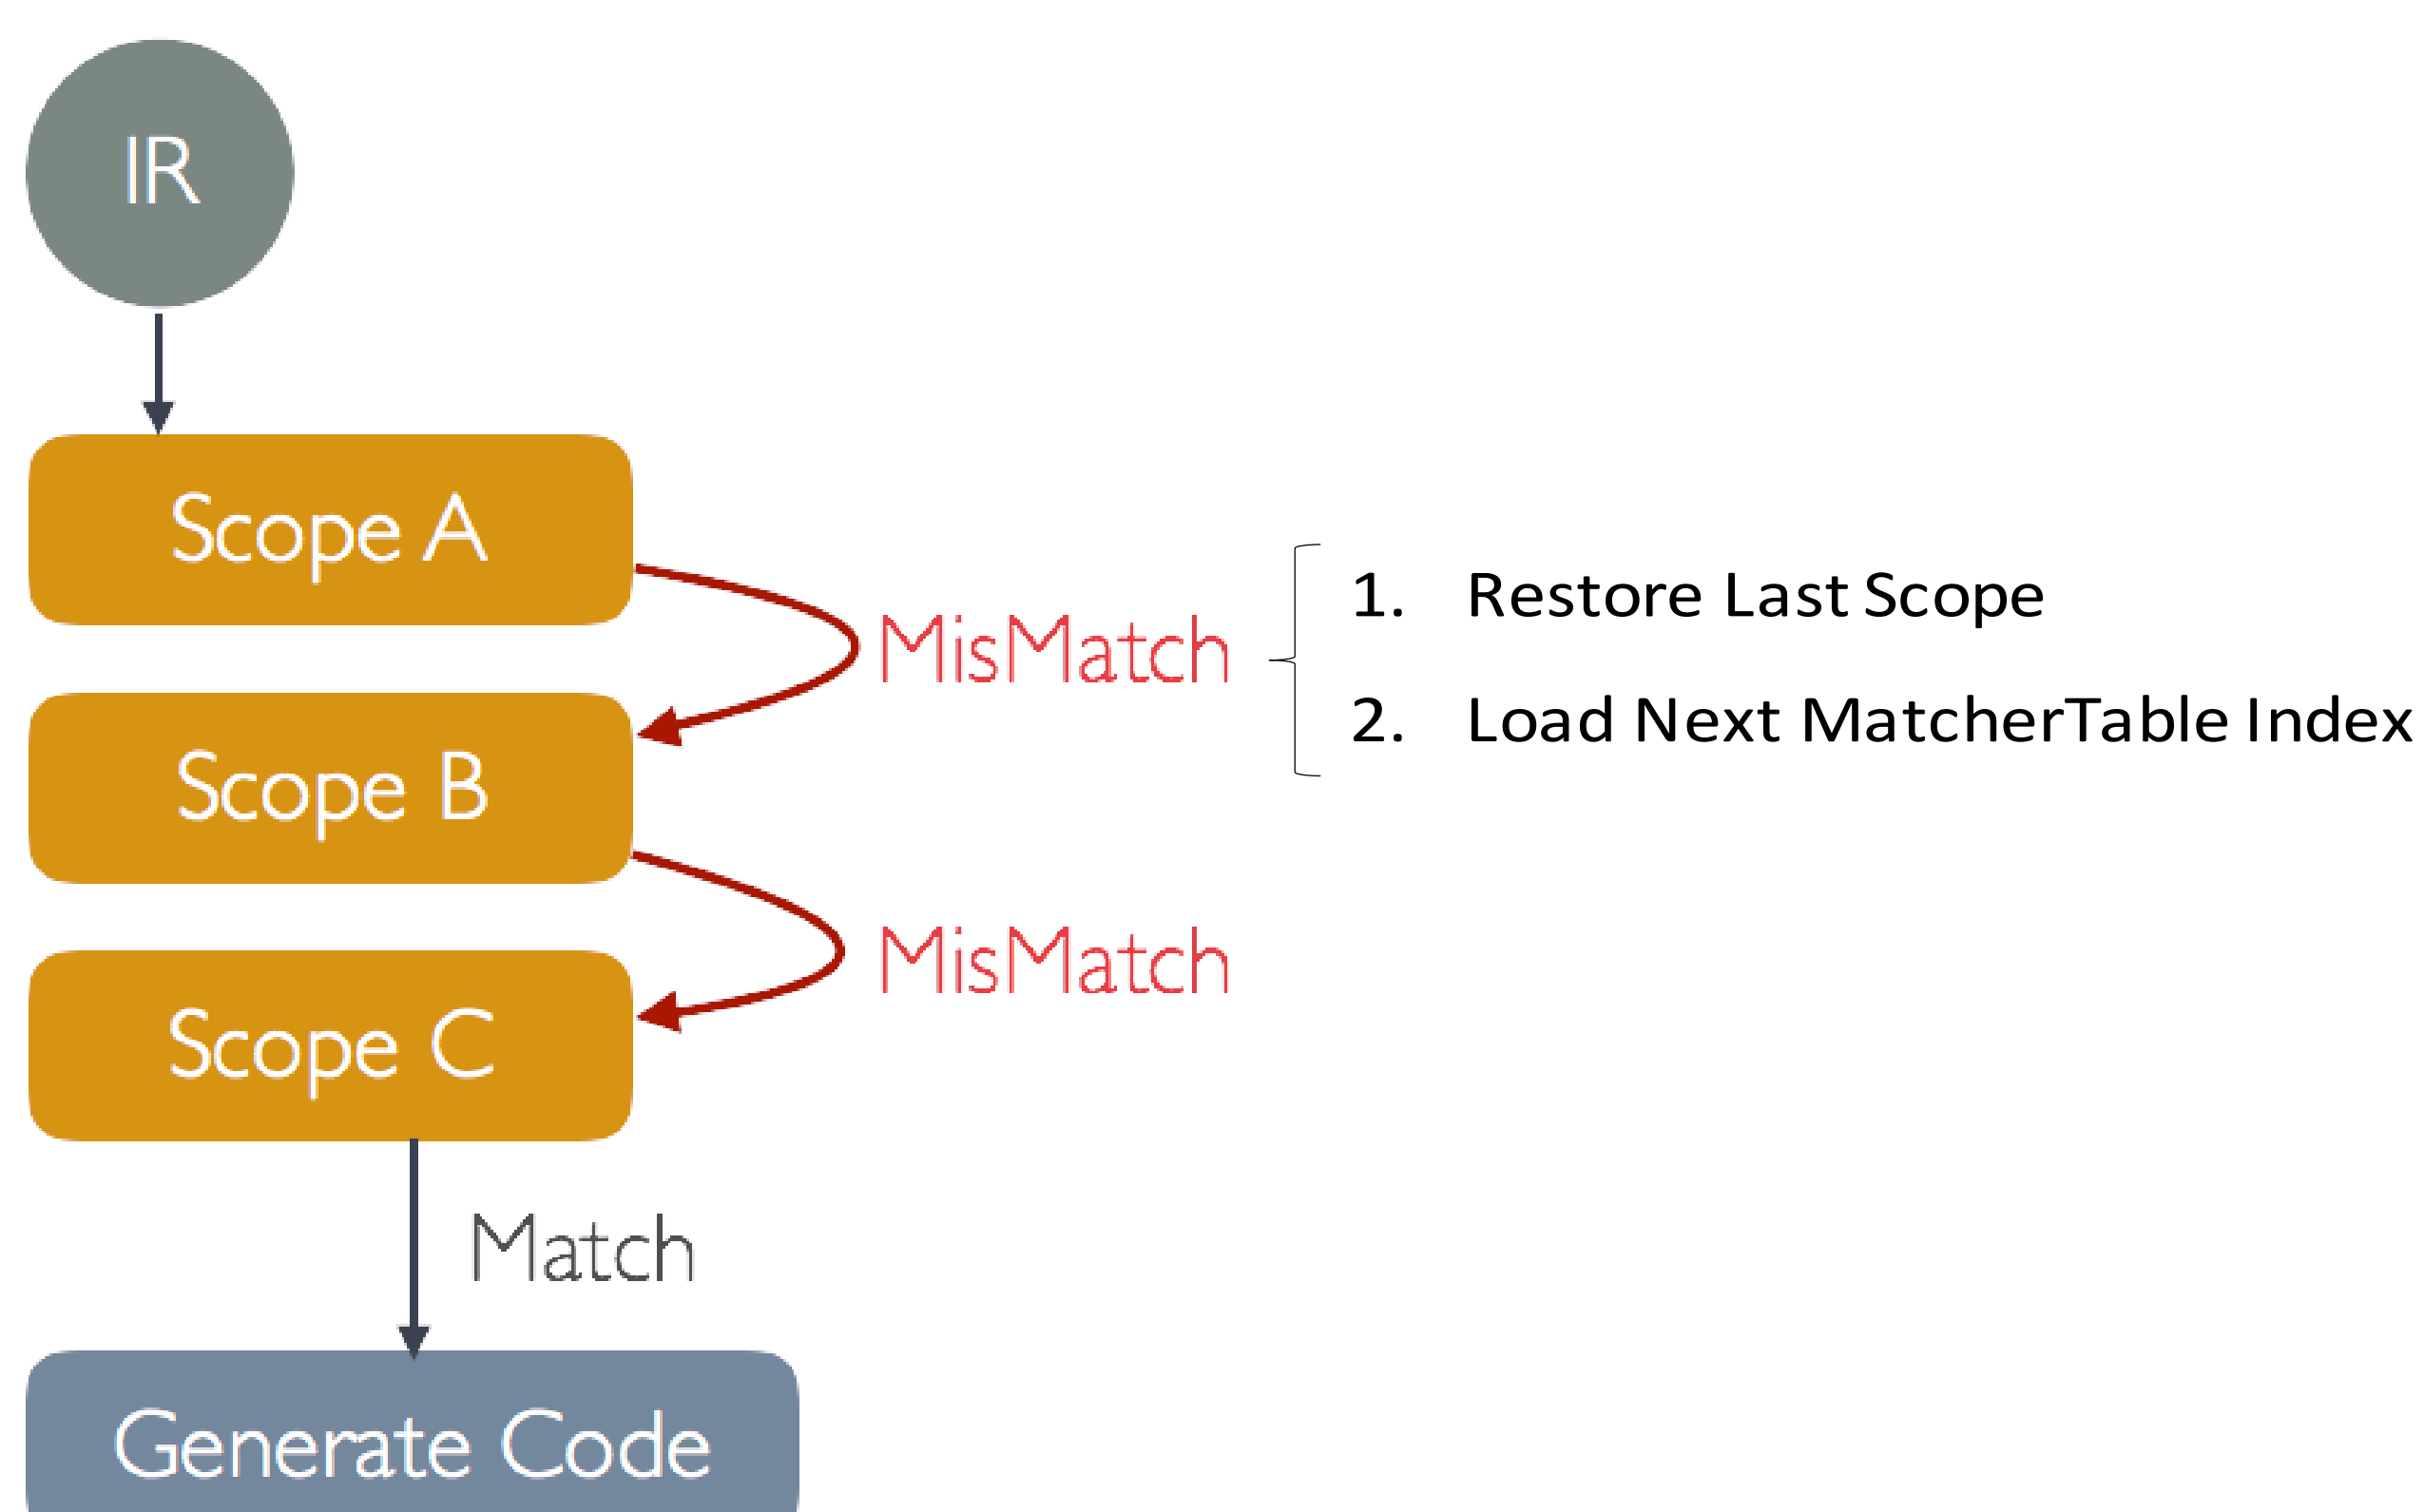 IR
Scope A
MisMatch
1. Restore Last Scope
2. Load Next MatcherTable Index
Scope B
MisMatch
Scope C
Match
Generate Code